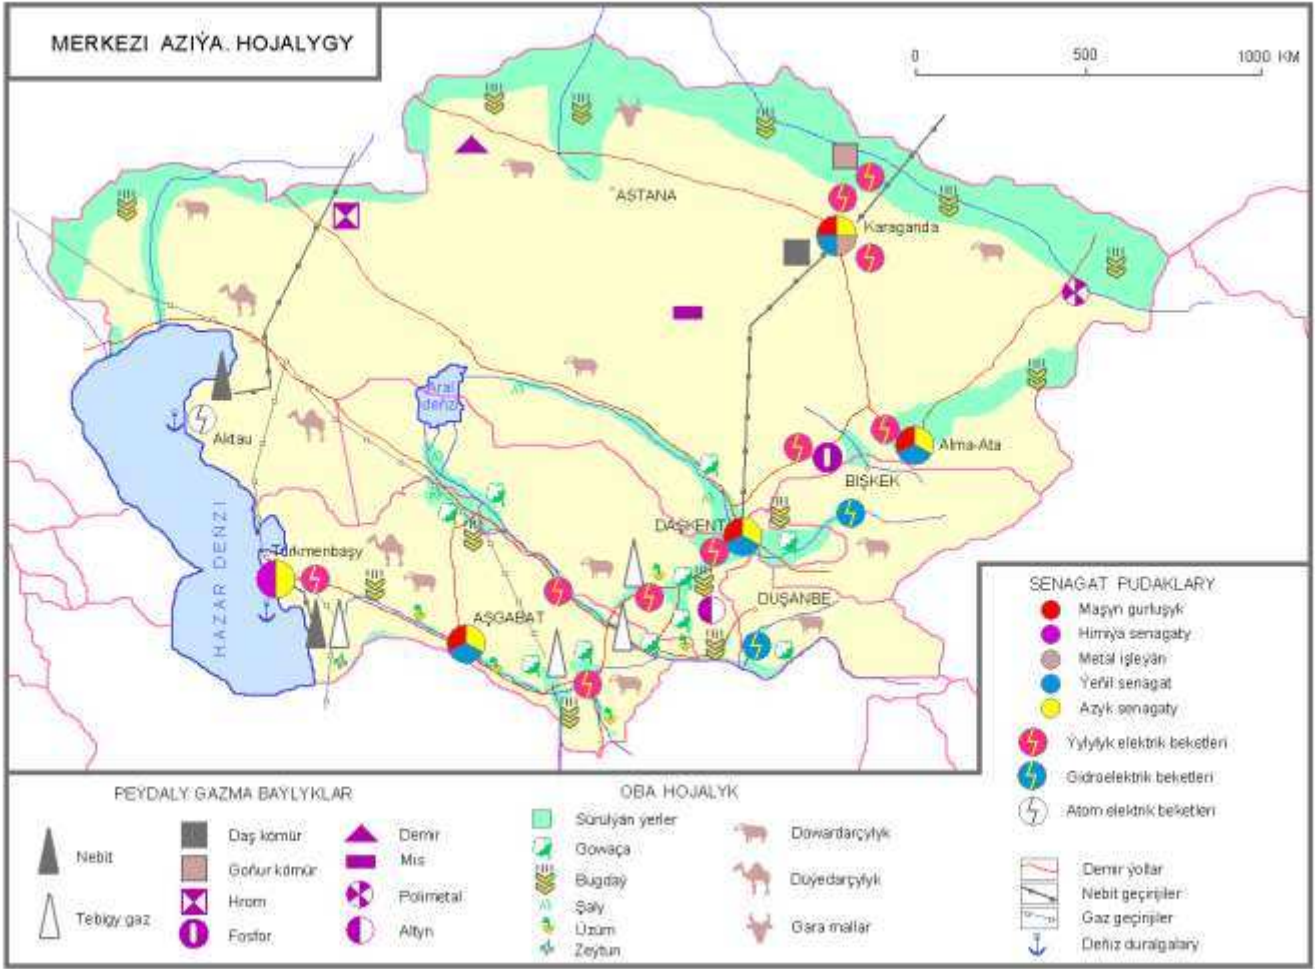 MERKEZI AZIÝA. HOJALYGY
0 500 1000 KM
ASTANA
Karaganda
Aral
deňzi
Aktau
Alma-Ata
BIŞKEK
DAŞKENT
HAZAR DEŇZI
Türkmenbaşy
AŞGABAT
DUŞANBE
SENAGAT PUDAKLARY
Maşyn gurluşyk
Himiýa senagaty
Metal işleýän
Ýeňil senagat
Azyk senagaty
Ýylylyk elektrik beketleri
Gidroelektrik beketleri
Atom elektrik beketleri
Demir ýollar
Nebit geçirijiler
Gaz geçirijiler
Deňiz duralgalary
PEÝDALY GAZMA BAÝLYKLAR
Nebit
Tebigy gaz
Daş kömür
Goňur kömür
Hrom
Fosfor
Demir
Mis
Polimetal
Altyn
OBA HOJALYK
Sürülýän ýerler
Gowaça
Bugdaý
Şaly
Üzüm
Zeýtun
Dowardarçylyk
Duýedarçylyk
Gara mallar